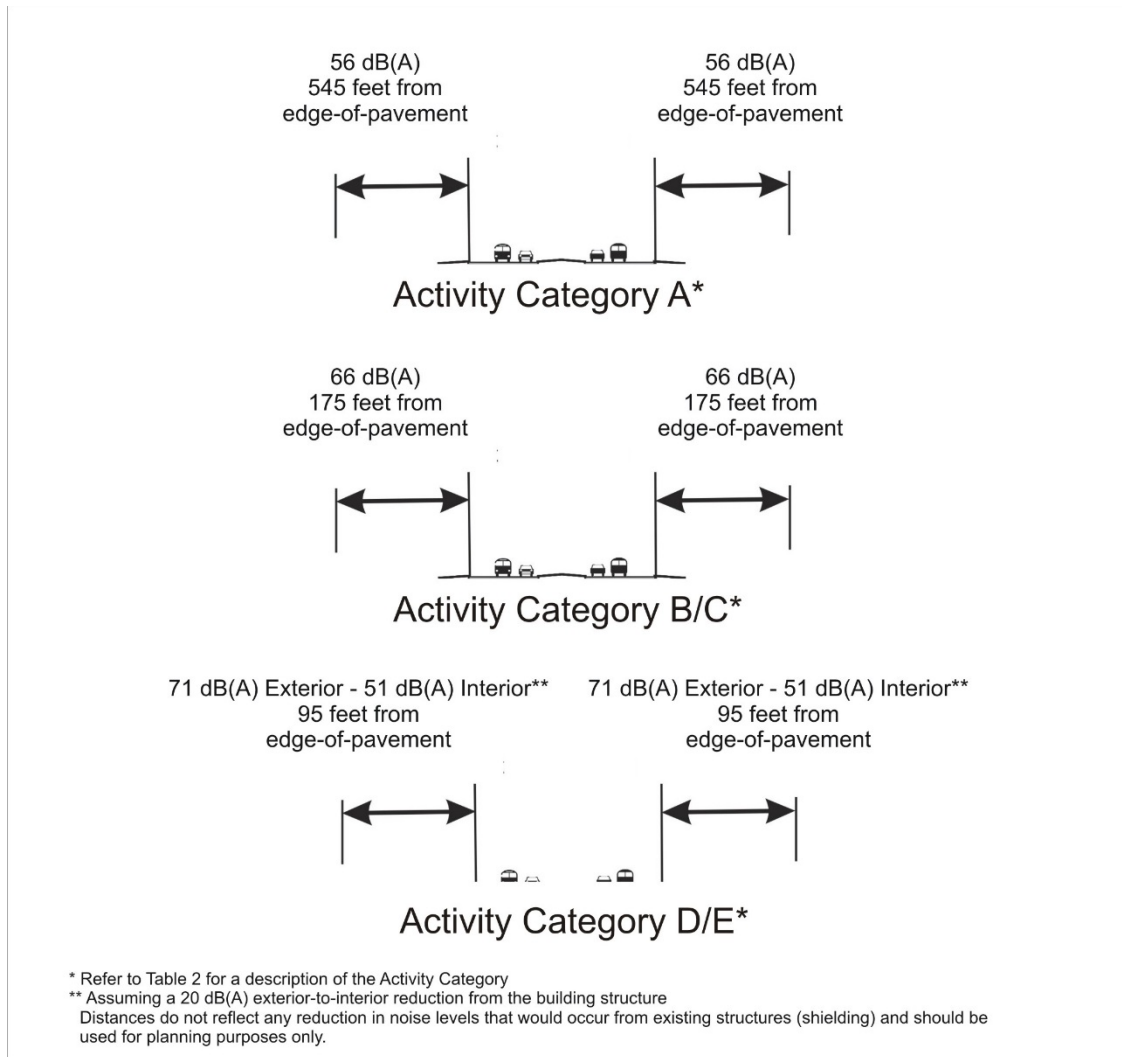 56 dB(A)
545 feet from
edge-of-pavement
56 dB(A)
545 feet from
edge-of-pavement
Activity Category A*
66 dB(A)
175 feet from
edge-of-pavement
66 dB(A)
175 feet from
edge-of-pavement
Activity Category B/C*
71 dB(A) Exterior - 51 dB(A) Interior**
95 feet from
edge-of-pavement
71 dB(A) Exterior - 51 dB(A) Interior**
95 feet from
edge-of-pavement
Activity Category D/E*
* Refer to Table 2 for a description of the Activity Category
** Assuming a 20 dB(A) exterior-to-interior reduction from the building structure
Distances do not reflect any reduction in noise levels that would occur from existing structures (shielding) and should be
used for planning purposes only.